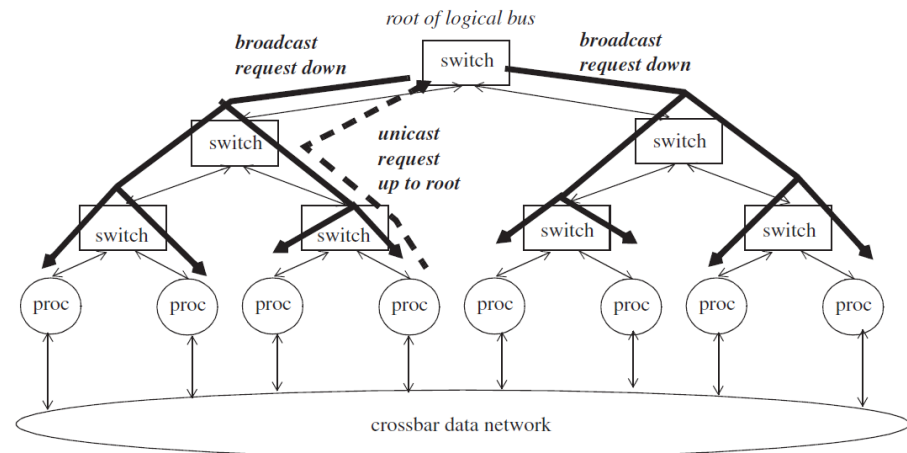 root of logical bus
broadcast
request down
switch
broadcast
request down
unicast
request
up to root
switch
switch
switch
switch
switch
switch
proc
proc
proc
proc
proc
proc
proc
proc
crossbar data network